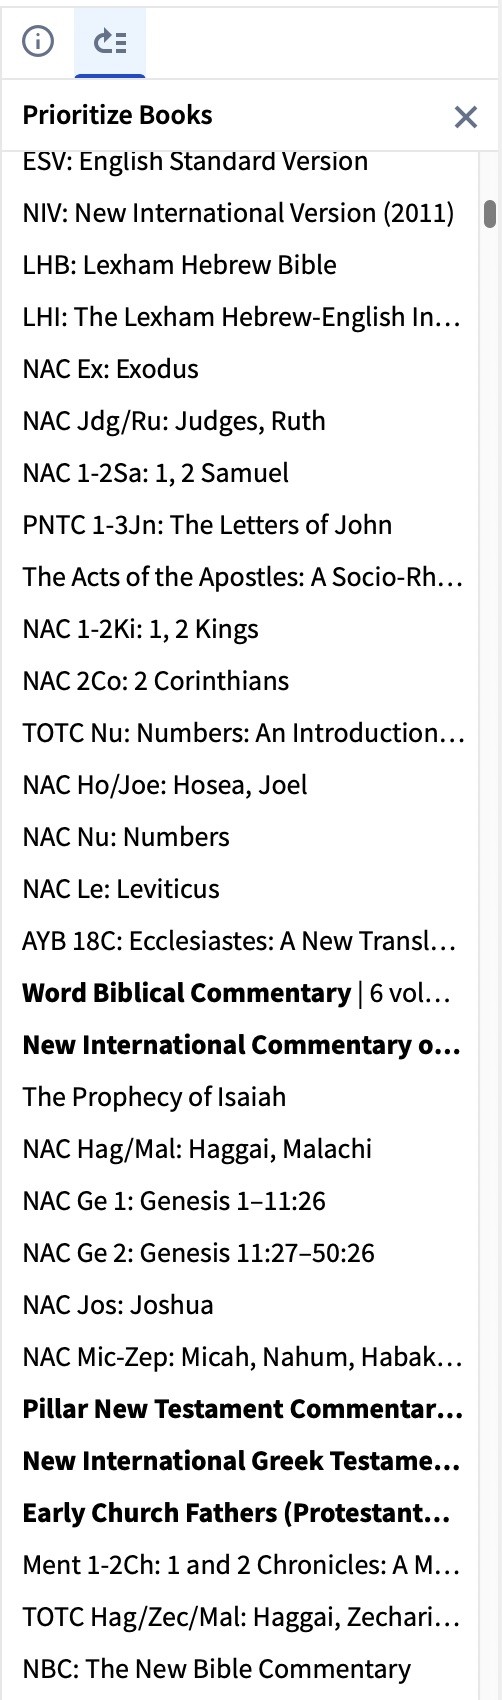 Prioritize Books
ESV: English Standard Version
NIV: New International Version (2011)
LHB: Lexham Hebrew Bible
LHI: The Lexham Hebrew-English In…
NAC Ex: Exodus
NAC Jdg/Ru: Judges, Ruth
NAC 1-2Sa: 1, 2 Samuel
PNTC 1-3Jn: The Letters of John
The Acts of the Apostles: A Socio-Rh…
NAC 1-2Ki: 1, 2 Kings
NAC 2Co: 2 Corinthians
TOTC Nu: Numbers: An Introduction…
NAC Ho/Joe: Hosea, Joel
NAC Nu: Numbers
NAC Le: Leviticus
AYB 18C: Ecclesiastes: A New Transl…
Word Biblical Commentary | 6 vol…
New International Commentary o…
The Prophecy of Isaiah
NAC Hag/Mal: Haggai, Malachi
NAC Ge 1: Genesis 1–11:26
NAC Ge 2: Genesis 11:27–50:26
NAC Jos: Joshua
NAC Mic-Zep: Micah, Nahum, Habak…
Pillar New Testament Commentar…
New International Greek Testame…
Early Church Fathers (Protestant…
Ment 1-2Ch: 1 and 2 Chronicles: A M…
TOTC Hag/Zec/Mal: Haggai, Zechari…
NBC: The New Bible Commentary